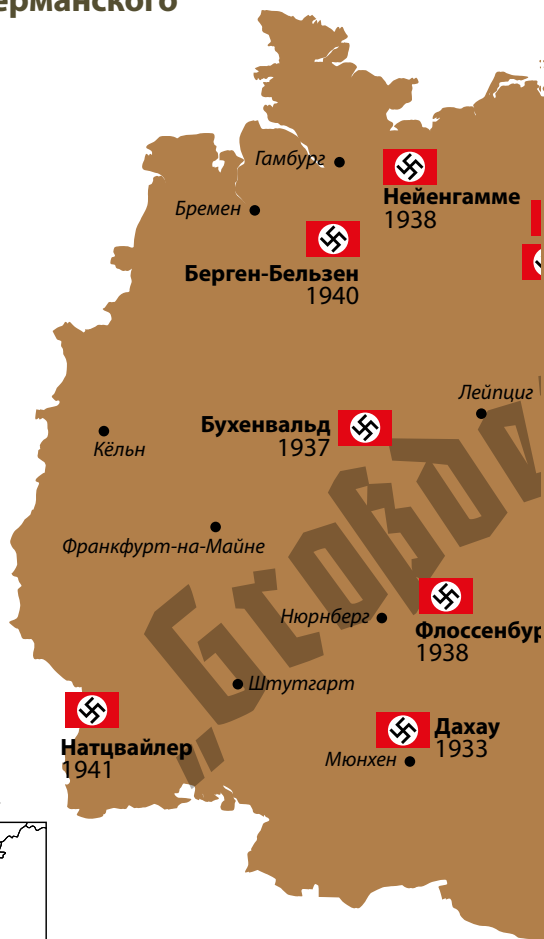 ерманского
Гамбург
Нейенгамме
1938
Бремен
Берген-Бельзен
1940
Лейпциг
Бухенвальд
1937
Кёльн
Франкфурт-на-Майне
Нюрнберг
Флоссенбур
1938
Штутгарт
Натцвайлер
1941
Дахау
1933
Мюнхен
„Großd